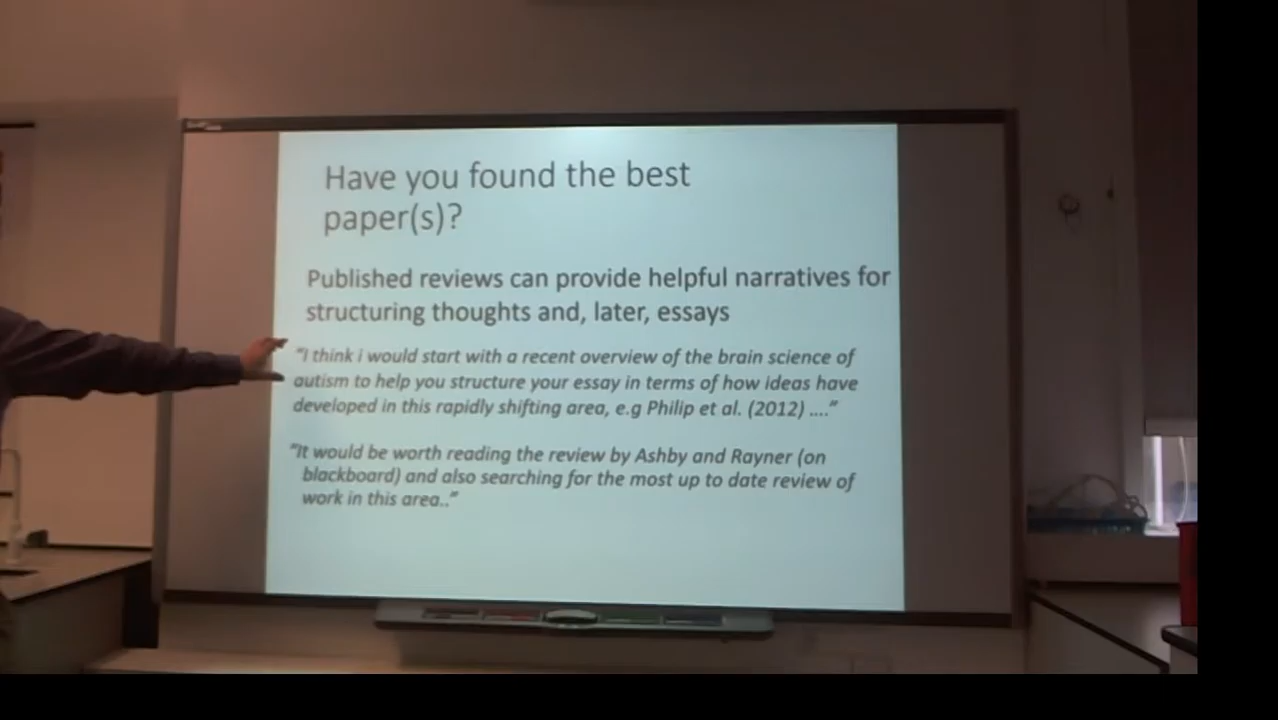 Have you found the best
paper(s)?
Published reviews can provide helpful narratives for
structuring thoughts and, later, essays
"I think i would start with a recent overview of the brain science of
autism to help you structure your essay in terms of how ideas have
developed in this rapidly shifting area, e.g Philip et al. (2012) ...."
"It would be worth reading the review by Ashby and Rayner (on
blackboard) and also searching for the most up to date review of
work in this area.."